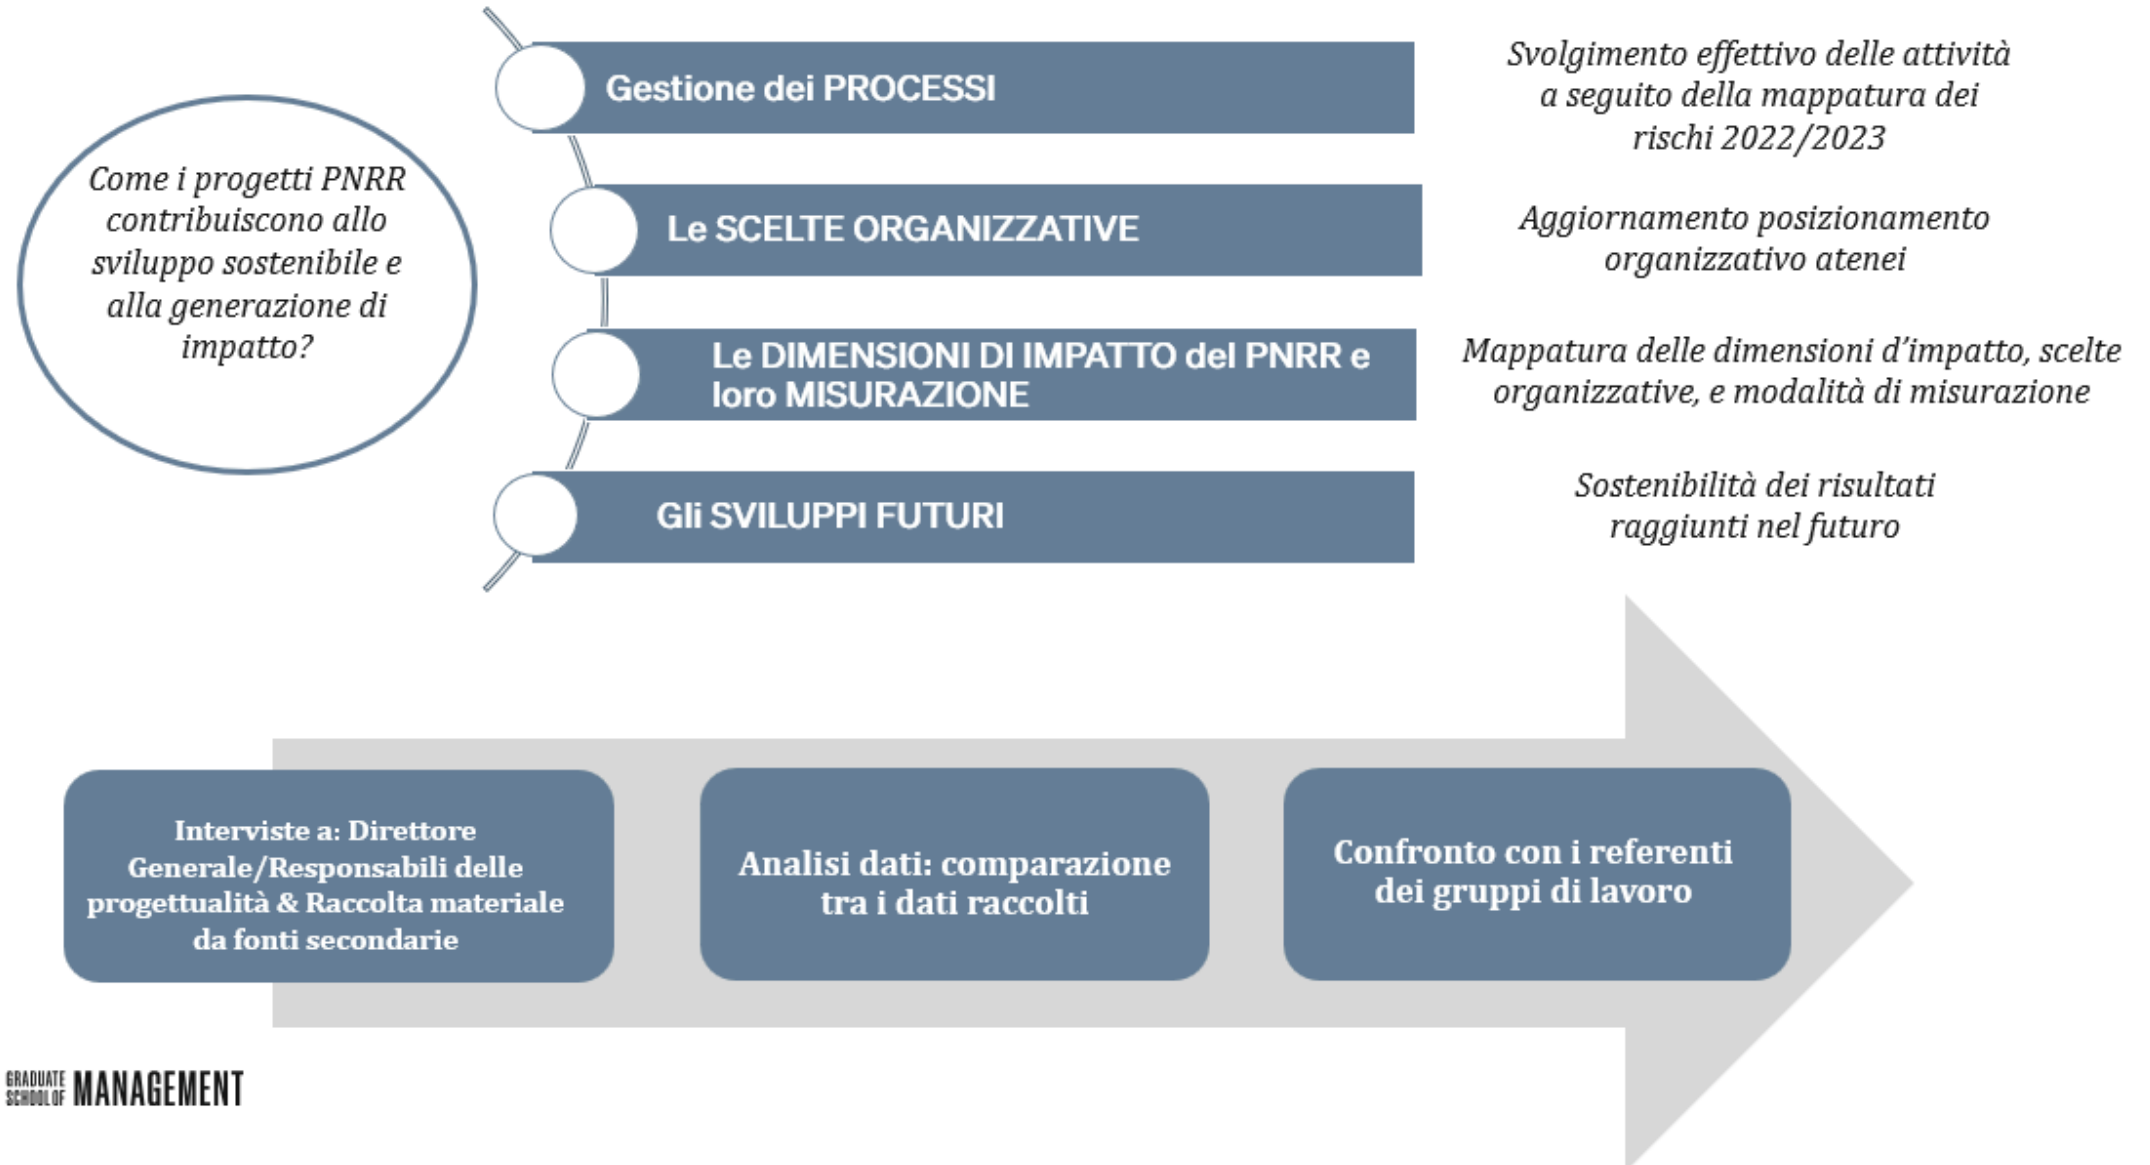 Come i progetti PNRR
contribuiscono allo
sviluppo sostenibile e
alla generazione di
impatto?
Gestione dei PROCESSI
Svolgimento effettivo delle attività
a seguito della mappatura dei
rischi 2022/2023
Le SCELTE ORGANIZZATIVE
Aggiornamento posizionamento
organizzativo atenei
Le DIMENSIONI DI IMPATTO del PNRR e
loro MISURAZIONE
Mappatura delle dimensioni d’impatto, scelte
organizzative, e modalità di misurazione
Gli SVILUPPI FUTURI
Sostenibilità dei risultati
raggiunti nel futuro
Interviste a: Direttore
Generale/Responsabili delle
progettualità & Raccolta materiale
da fonti secondarie
Analisi dati: comparazione
tra i dati raccolti
Confronto con i referenti
dei gruppi di lavoro
GRADUATE
SCHOOL OF
MANAGEMENT